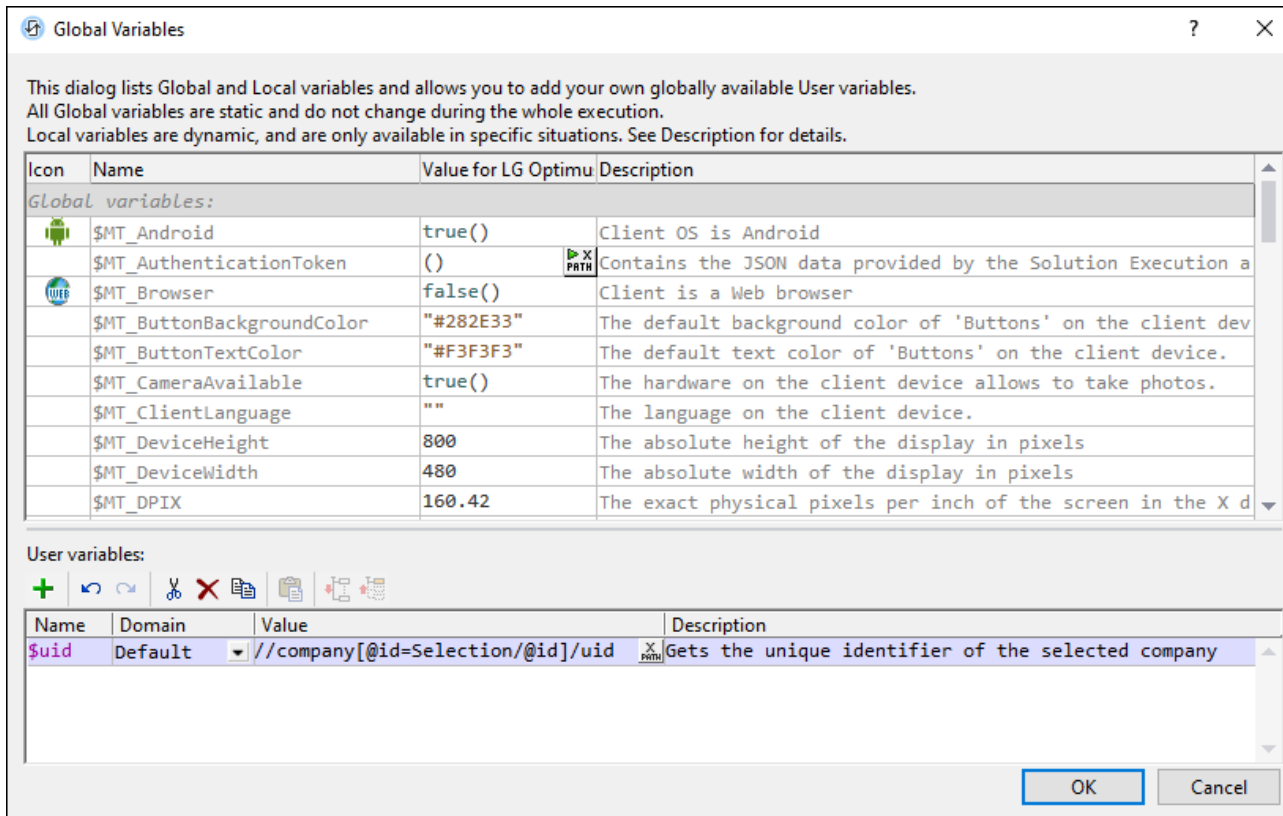 Global Variables ?
This dialog lists Global and Local variables and allows you to add your own globally available User variables.
All Global variables are static and do not change during the whole execution.
Local variables are dynamic, and are only available in specific situations. See Description for details.
Icon Name Value for LG Optimu Description
Global variables:
$MT_Android true() Client OS is Android
$MT_AuthenticationToken () X PATH Contains the JSON data provided by the Solution Execution a
WEB $MT_Browser false() Client is a Web browser
$MT_ButtonBackgroundColor "#282E33" The default background color of 'Buttons' on the client dev
$MT_ButtonTextColor "#F3F3F3" The default text color of 'Buttons' on the client device.
$MT_CameraAvailable true() The hardware on the client device allows to take photos.
$MT_ClientLanguage "" The language on the client device.
$MT_DeviceHeight 800 The absolute height of the display in pixels
$MT_DeviceWidth 480 The absolute width of the display in pixels
$MT_DPIX 160.42 The exact physical pixels per inch of the screen in the X d
User variables:
Name Domain Value Description
$uid Default //company[@id=Selection/@id]/uid X PATH Gets the unique identifier of the selected company
OK Cancel